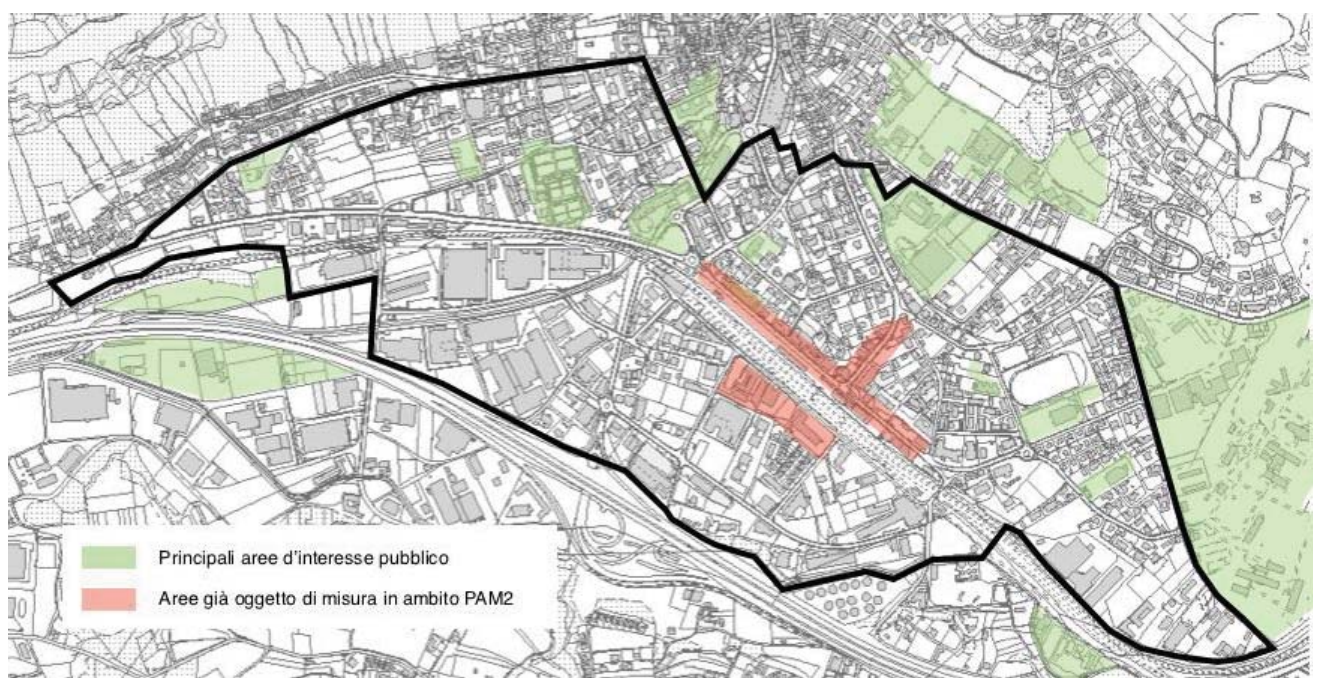 Principali aree d'interesse pubblico
Aree già oggetto di misura in ambito PAM2